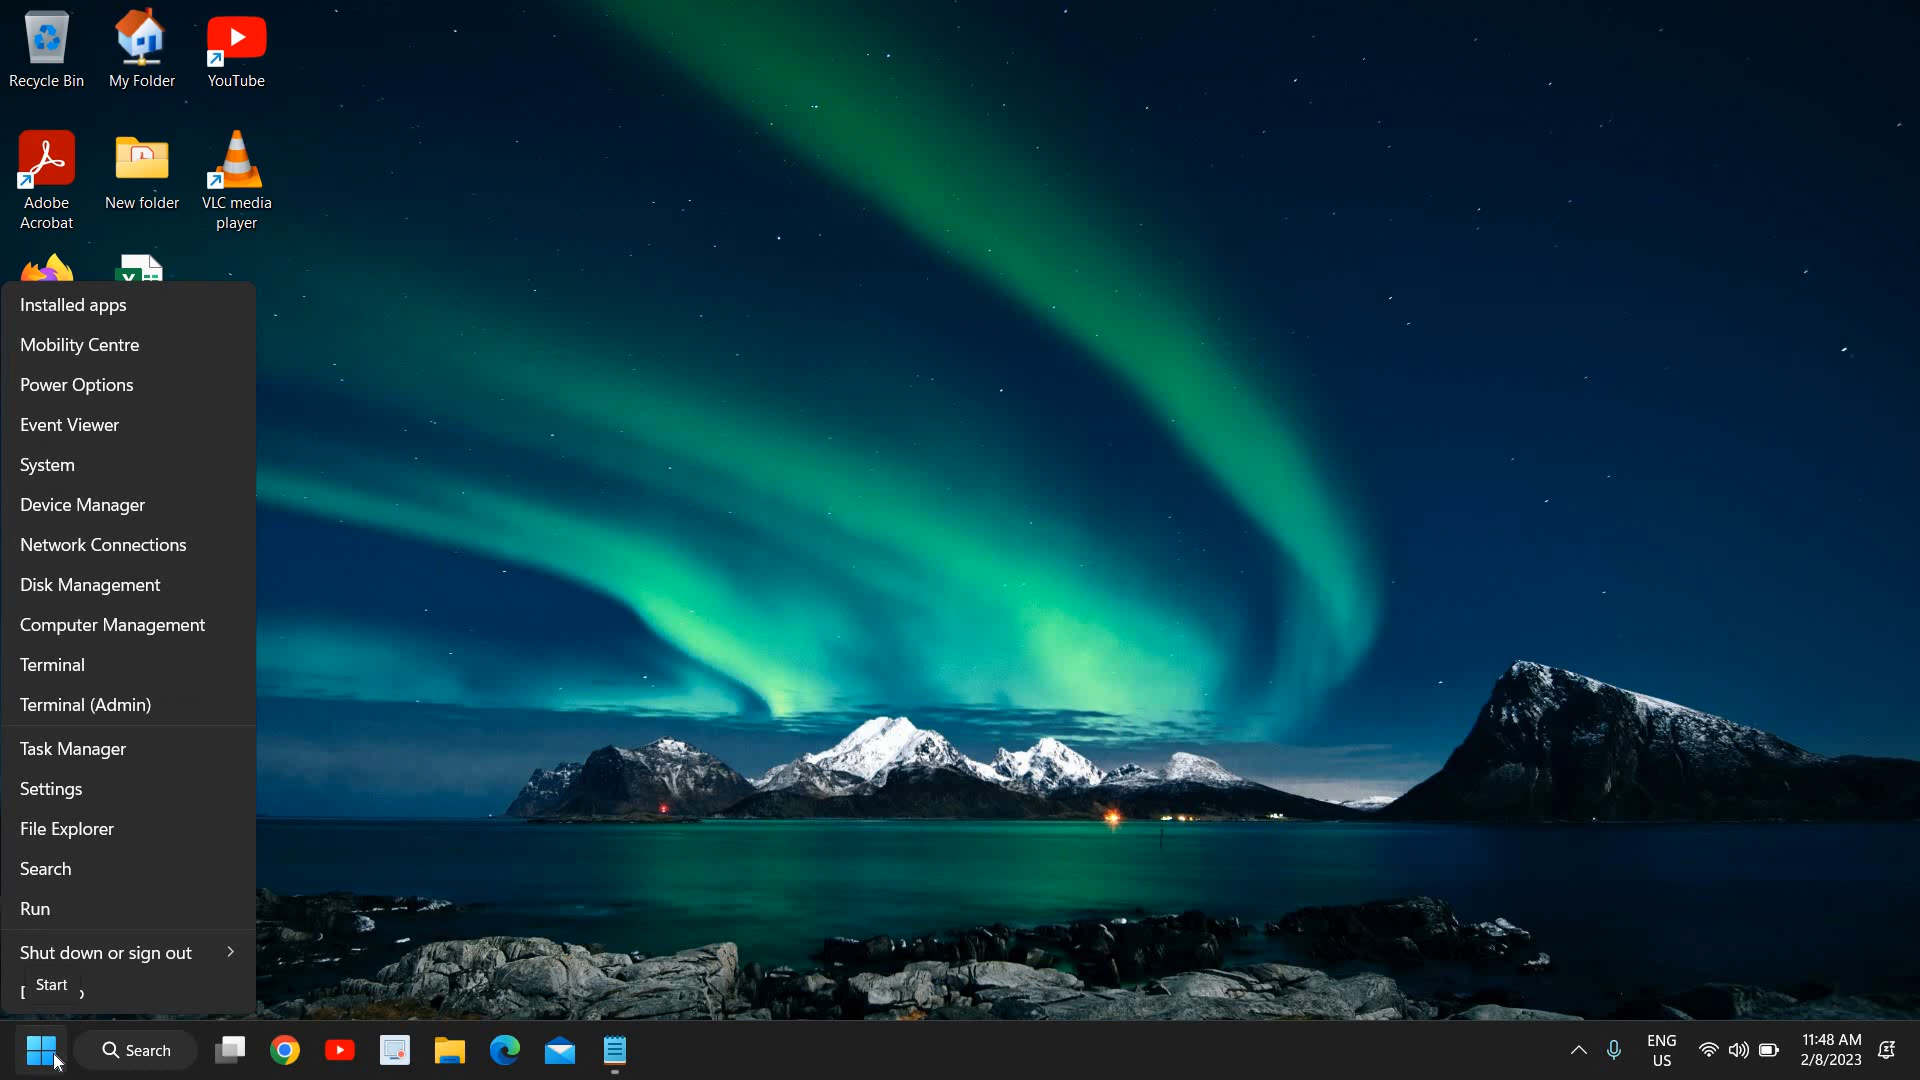 Recycle Bin
My Folder
YouTube
Adobe
Acrobat
New folder
VLC media
player
Installed apps
Mobility Centre
Power Options
Event Viewer
System
Device Manager
Network Connections
Disk Management
Computer Management
Terminal
Terminal (Admin)
Task Manager
Settings
File Explorer
Search
Run
Shut down or sign out
Start
Search
ENG
US
11:48 AM
2/8/2023